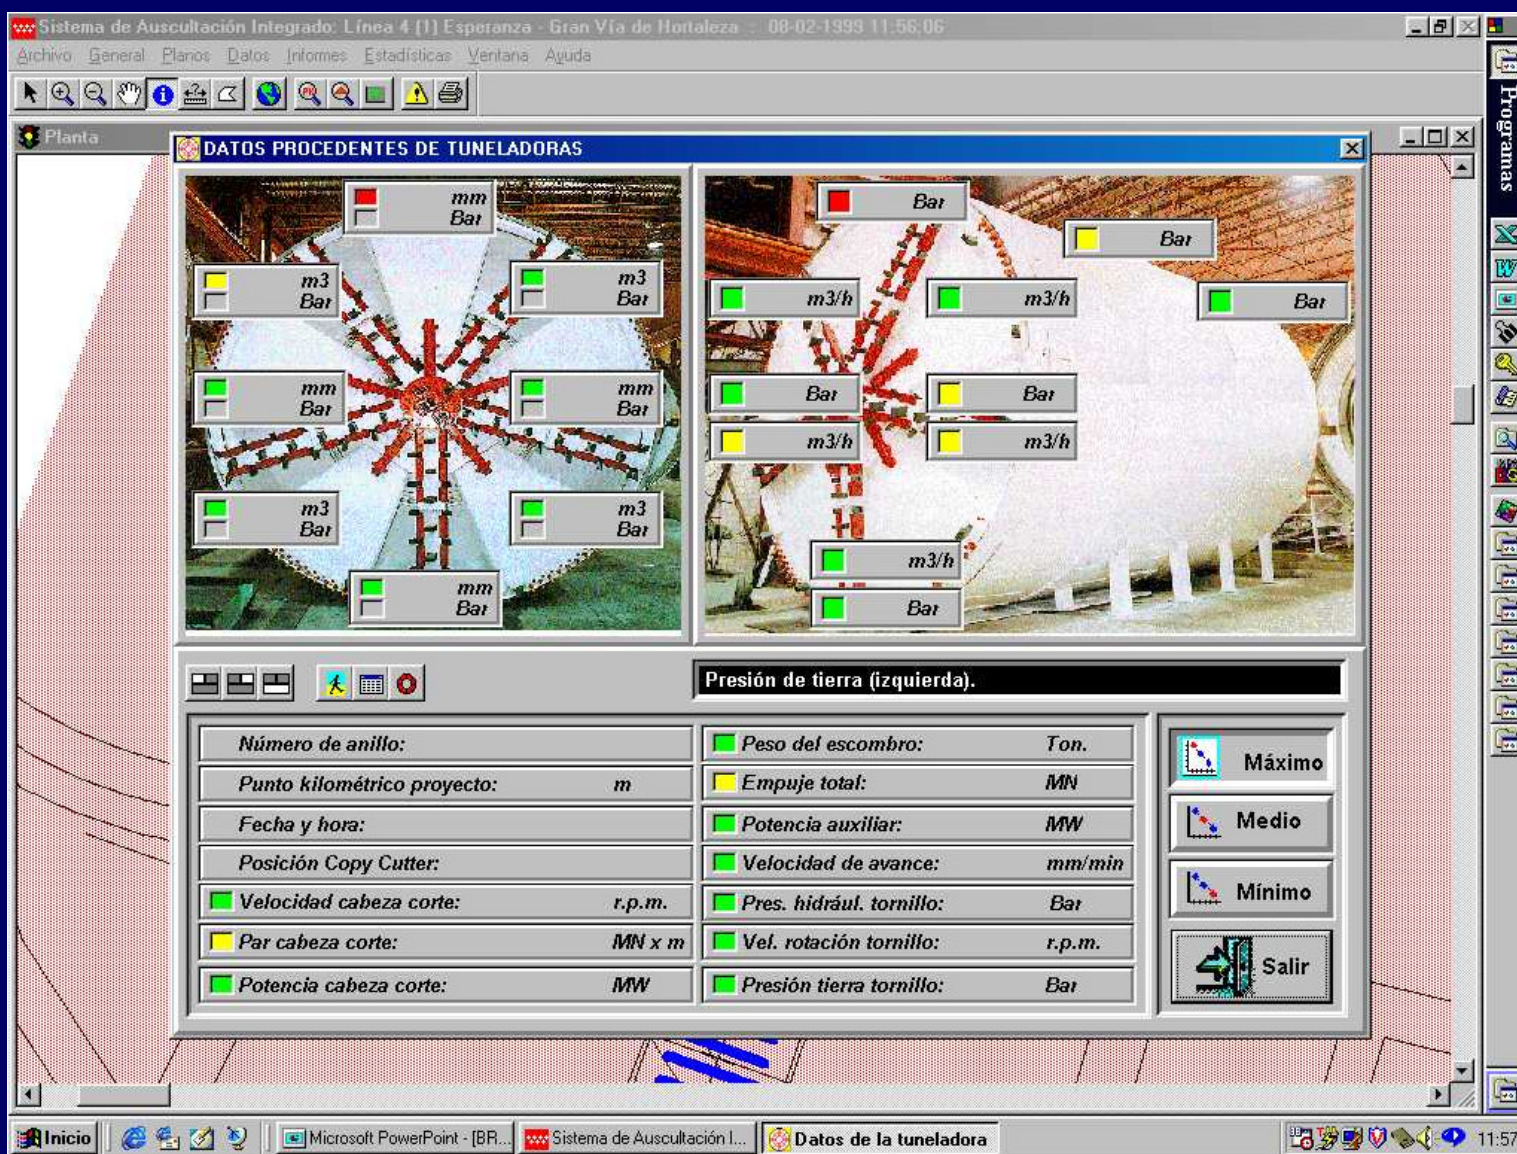 Sistema de Auscultación Integrado: Línea 4 [1] Esperanza - Gran Vía de Hortaleza : 08-02-1999 11:56:06
Archivo General Planos Datos Informes Estadísticas Ventana Ayuda
Planta
Programas
DATOS PROCEDENTES DE TUNELADORAS
mm
Bar
m3
Bar
m3
Bar
mm
Bar
mm
Bar
m3
Bar
m3
Bar
mm
Bar
Bar
Bar
m3/h
m3/h
Bar
Bar
Bar
m3/h
m3/h
m3/h
Bar
Presión de tierra (izquierda).
Número de anillo:
Punto kilométrico proyecto: m
Fecha y hora:
Posición Copy Cutter:
Velocidad cabeza corte: r.p.m.
Par cabeza corte: MN x m
Potencia cabeza corte: MW
Peso del escombro: Ton.
Empuje total: MN
Potencia auxiliar: MW
Velocidad de avance: mm/min
Pres. hidrául. tornillo: Bar
Vel. rotación tornillo: r.p.m.
Presión tierra tornillo: Bar
Máximo
Medio
Mínimo
Salir
Inicio
Microsoft PowerPoint - [BR...
Sistema de Auscultación I...
Datos de la tuneladora
11:57